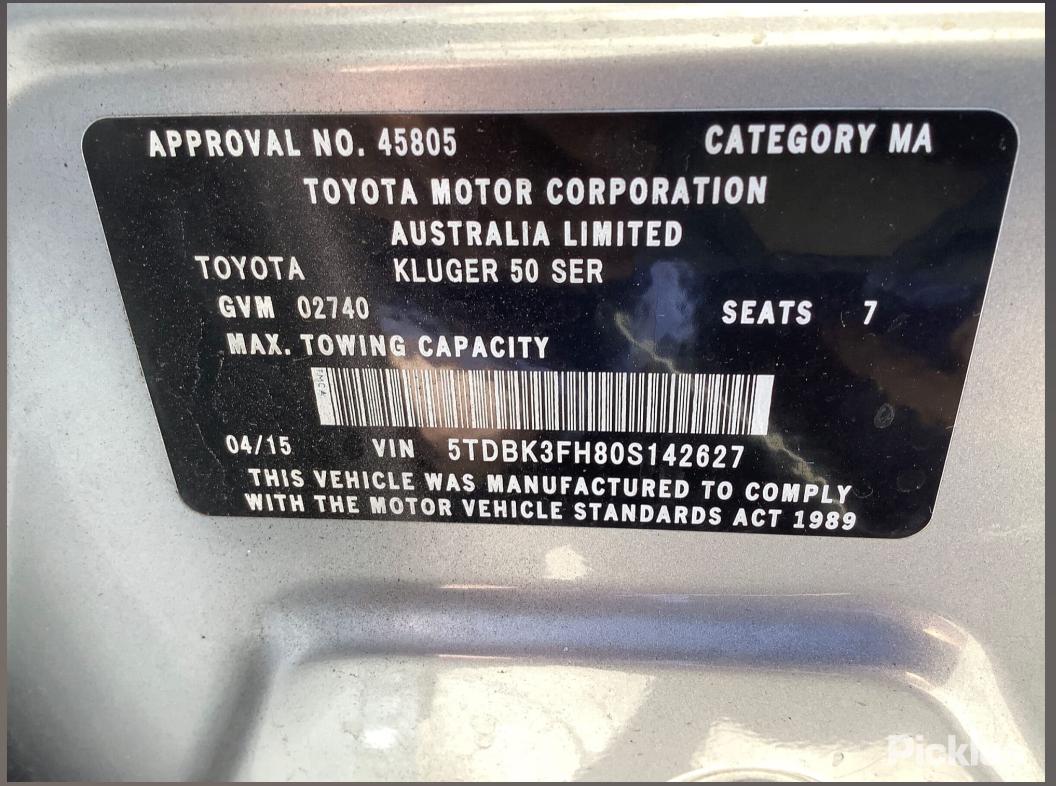 APPROVAL NO. 45805 CATEGORY MA
TOYOTA MOTOR CORPORATION
AUSTRALIA LIMITED
TOYOTA KLUGER 50 SER
GVM 02740 SEATS 7
MAX. TOWING CAPACITY
04/15 VIN 5TDBK3FH80S142627
THIS VEHICLE WAS MANUFACTURED TO COMPLY
WITH THE MOTOR VEHICLE STANDARDS ACT 1989
Pickles